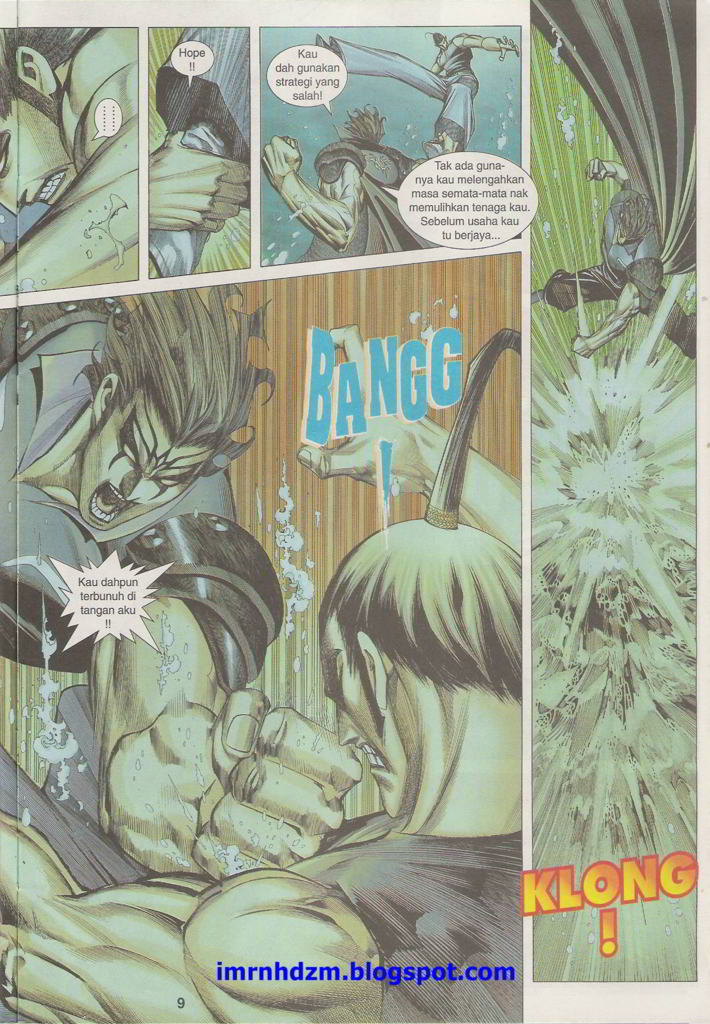 ............
Hope
!!
Kau
dah gunakan
strategi yang
salah!
Tak ada guna-
nya kau melengahkan
masa semata-mata nak
memulihkan tenaga kau.
Sebelum usaha kau
tu berjaya...
BANGG
!
Kau dahpun
terbunuh di
tangan aku
!!
KLONG
!
imrnhdzm.blogspot.com
9